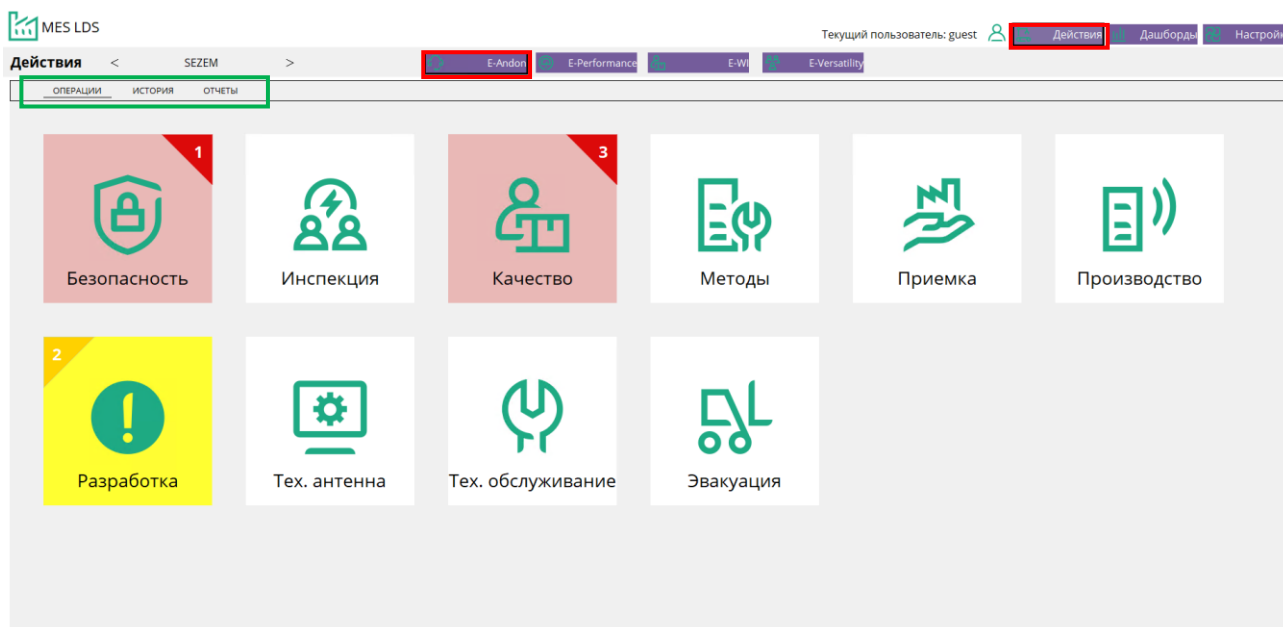 MES LDS
Текущий пользователь: guest
Действия
Дашборды
Настройк
Действия < SEZEM >
E-Andon
E-Performance
E-WI
E-Versatility
ОПЕРАЦИИ ИСТОРИЯ ОТЧЕТЫ
1
3
Безопасность
Инспекция
Качество
Методы
Приемка
Производство
2
Разработка
Тех. антенна
Тех. обслуживание
Эвакуация